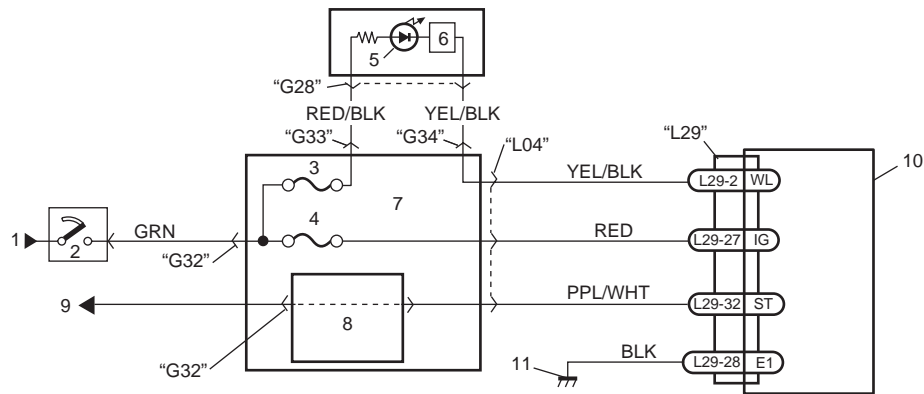 6
5
"G28"
RED/BLK YEL/BLK
"G33" "G34" "L04" "L29"
3
YEL/BLK L29-2 WL 10
4 7
1 2 GRN "G32" RED L29-27 IG
9 8 PPL/WHT L29-32 ST
"G32" 11 BLK L29-28 E1